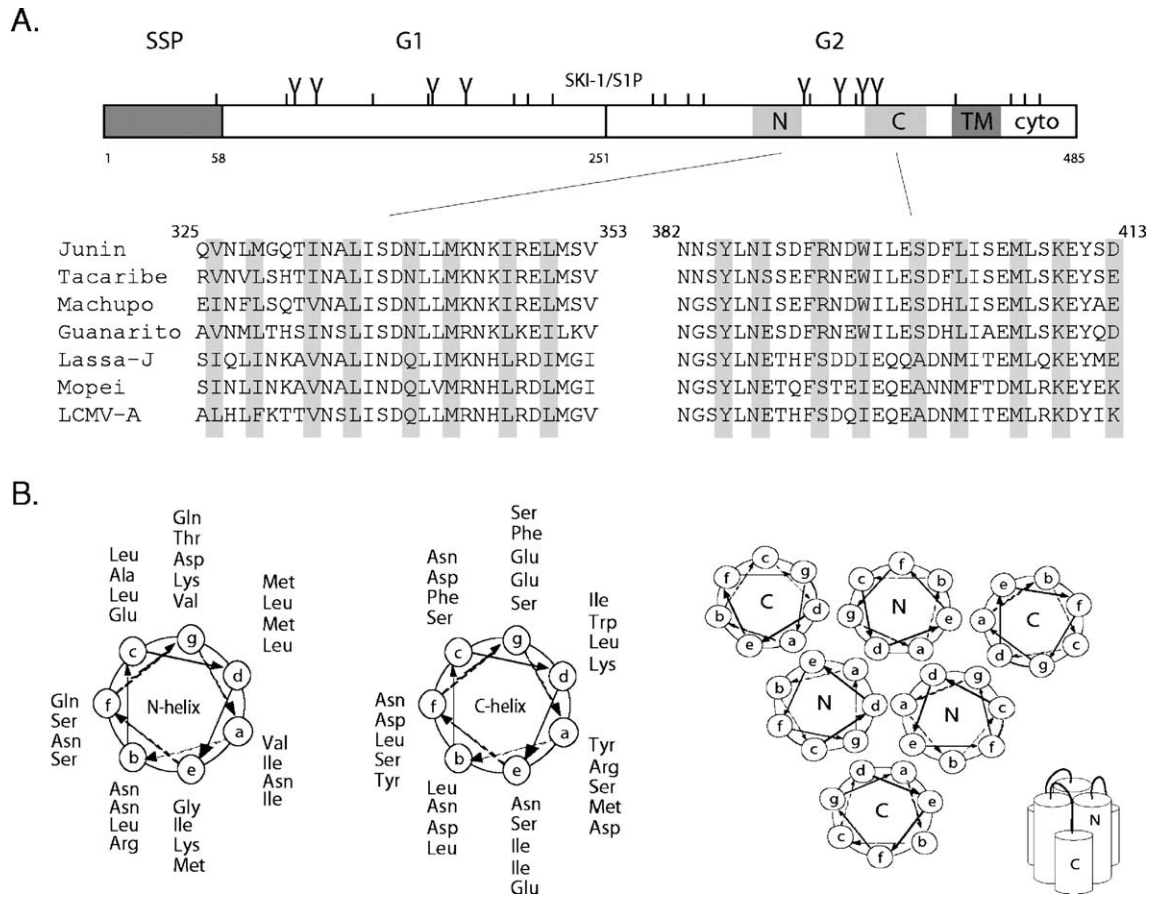 A.
SSP G1 G2
SKI-1/S1P
N C TM cyto
1 58 251 485
325 353 382 413
Junin QVNLMGQTINALISDNLLMKNKIRELMSV NNSYLNISDFRNDWILESDFLISEMLSKEYSD
Tacaribe RVNVLSHTINALISDNLLMKNKIRELMSV NNSYLNISSEFRNEWILESDFLISEMLSKEYSE
Machupo EINFLSQTVNALISDNLLMKNKIRELMSV NGSYLNISEFRNDWILESDHLISEMLSKEYAE
Guanarito AVNMLTHSINSLISDNLLMRNKLKEILKV NGSYLNESDFRNEWILESDHLIAEMLSKEYQD
Lassa-J SIQLINKAVNALINDQLIMKNHLRDIMGI NGSYLNETHFSDDIEQQADNMITEMLQKEYME
Mopei SINLINKAVNALINDQLVMRNHLRDLMGI NGSYLNETQFSTEIEQEANNMFTDMLRKEYEK
LCMV-A ALHLFKTTVNSLISDQLLMRNHLRDLMGV NGSYLNETHFSDQIEQEADNMITEMLRKDYIK
B.
Gln
Thr
Asp
Lys
Val
Leu
Ala
Leu
Glu
Met
Leu
Met
Leu
g
c
d
f
N-helix
a
b
e
Gln
Ser
Asn
Ser
Val
Ile
Asn
Ile
Asn
Asn
Leu
Arg
Gly
Ile
Lys
Met
Ser
Phe
Glu
Glu
Ser
Asn
Asp
Phe
Ser
Ile
Trp
Leu
Lys
g
c
d
f
C-helix
a
b
e
Asn
Asp
Leu
Ser
Tyr
Tyr
Arg
Ser
Met
Asp
Leu
Asn
Asp
Leu
Asn
Ser
Ile
Ile
Glu
c g f d C b a e
f c b N g e d a
b e f C a c d g
e a b N d f g c
d g a N c e f b
d a g C e c b f
N
C